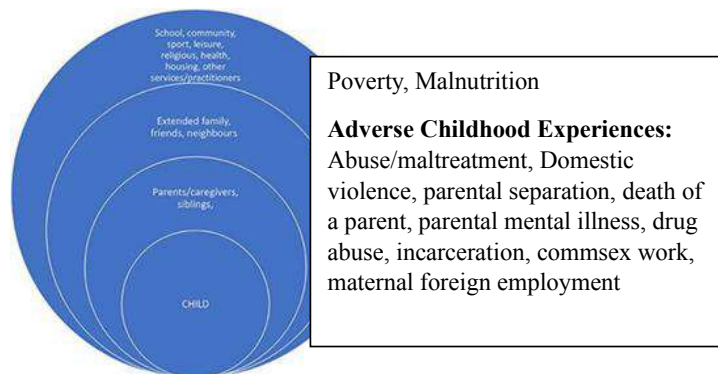 School, community,
sport, leisure,
religious, health,
housing, other
services/practitioners
Extended family,
friends, neighbours
Parents/caregivers,
siblings,
CHILD
Poverty, Malnutrition
Adverse Childhood Experiences:
Abuse/maltreatment, Domestic
violence, parental separation, death of
a parent, parental mental illness, drug
abuse, incarceration, commsex work,
maternal foreign employment